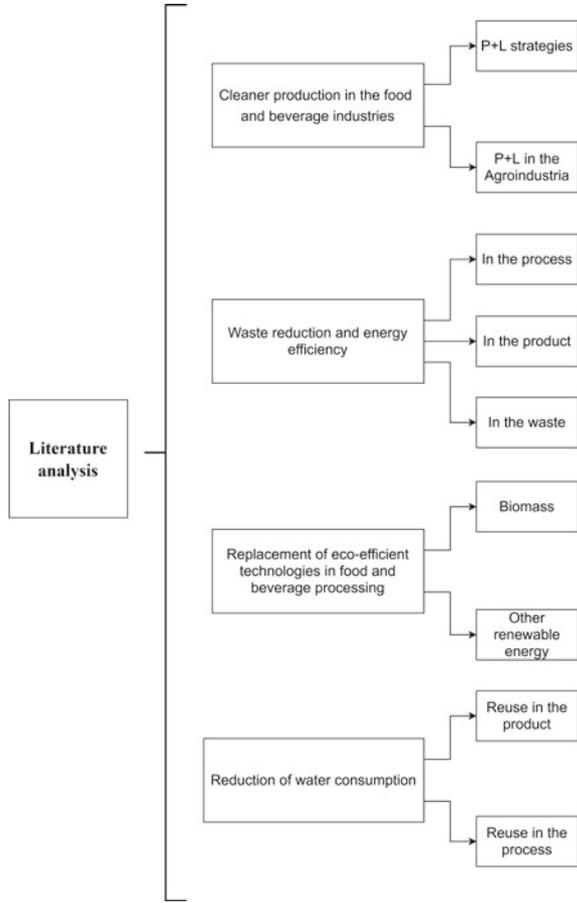 Literature
analysis
Cleaner production in the food
and beverage industries
P+L strategies
P+L in the
Agroindustria
Waste reduction and energy
efficiency
In the process
In the product
In the waste
Replacement of eco-efficient
technologies in food and
beverage processing
Biomass
Other
renewable
energy
Reduction of water consumption
Reuse in the
product
Reuse in the
process